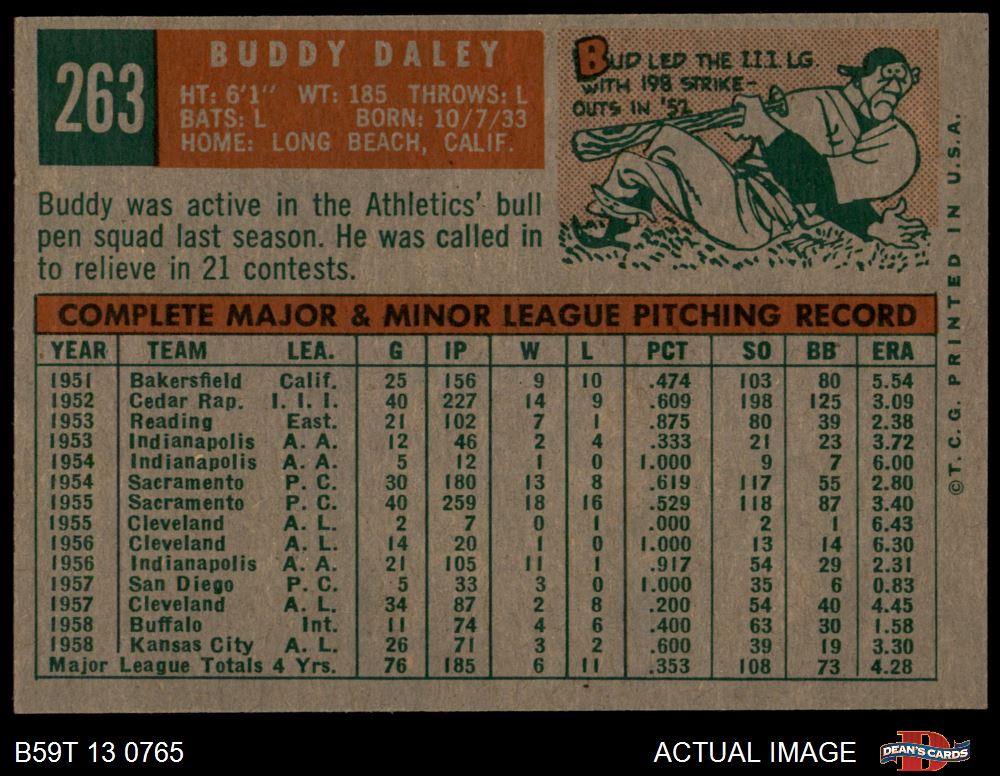 263
BUDDY DALEY
HT: 6'1" WT: 185 THROWS: L
BATS: L BORN: 10/7/33
HOME: LONG BEACH, CALIF.
BUD LED THE III LG.
WITH 198 STRIKE-
OUTS IN '52
Buddy was active in the Athletics' bull
pen squad last season. He was called in
to relieve in 21 contests.
COMPLETE MAJOR & MINOR LEAGUE PITCHING RECORD
YEAR TEAM LEA. G IP W L PCT SO BB ERA
1951 Bakersfield Calif. 25 156 9 10 .474 103 80 5.54
1952 Cedar Rap. I. I. I. 40 227 14 9 .609 198 125 3.09
1953 Reading East. 21 102 7 1 .875 80 39 2.38
1953 Indianapolis A. A. 12 46 2 4 .333 21 23 3.72
1954 Indianapolis A. A. 5 12 1 0 1.000 9 7 6.00
1954 Sacramento P. C. 30 180 13 8 .619 117 55 2.80
1955 Sacramento P. C. 40 259 18 16 .529 118 87 3.40
1955 Cleveland A. L. 2 7 0 1 .000 2 1 6.43
1956 Cleveland A. L. 14 20 1 0 1.000 13 14 6.30
1956 Indianapolis A. A. 21 105 11 1 .917 54 29 2.31
1957 San Diego P. C. 5 33 3 0 1.000 35 6 0.83
1957 Cleveland A. L. 34 87 2 8 .200 54 40 4.45
1958 Buffalo Int. 11 74 4 6 .400 63 30 1.58
1958 Kansas City A. L. 26 71 3 2 .600 39 19 3.30
Major League Totals 4 Yrs. 76 185 6 11 .353 108 73 4.28
©T. C. G. PRINTED IN U.S.A.
B59T 13 0765
ACTUAL IMAGE
D
DEAN'S CARDS